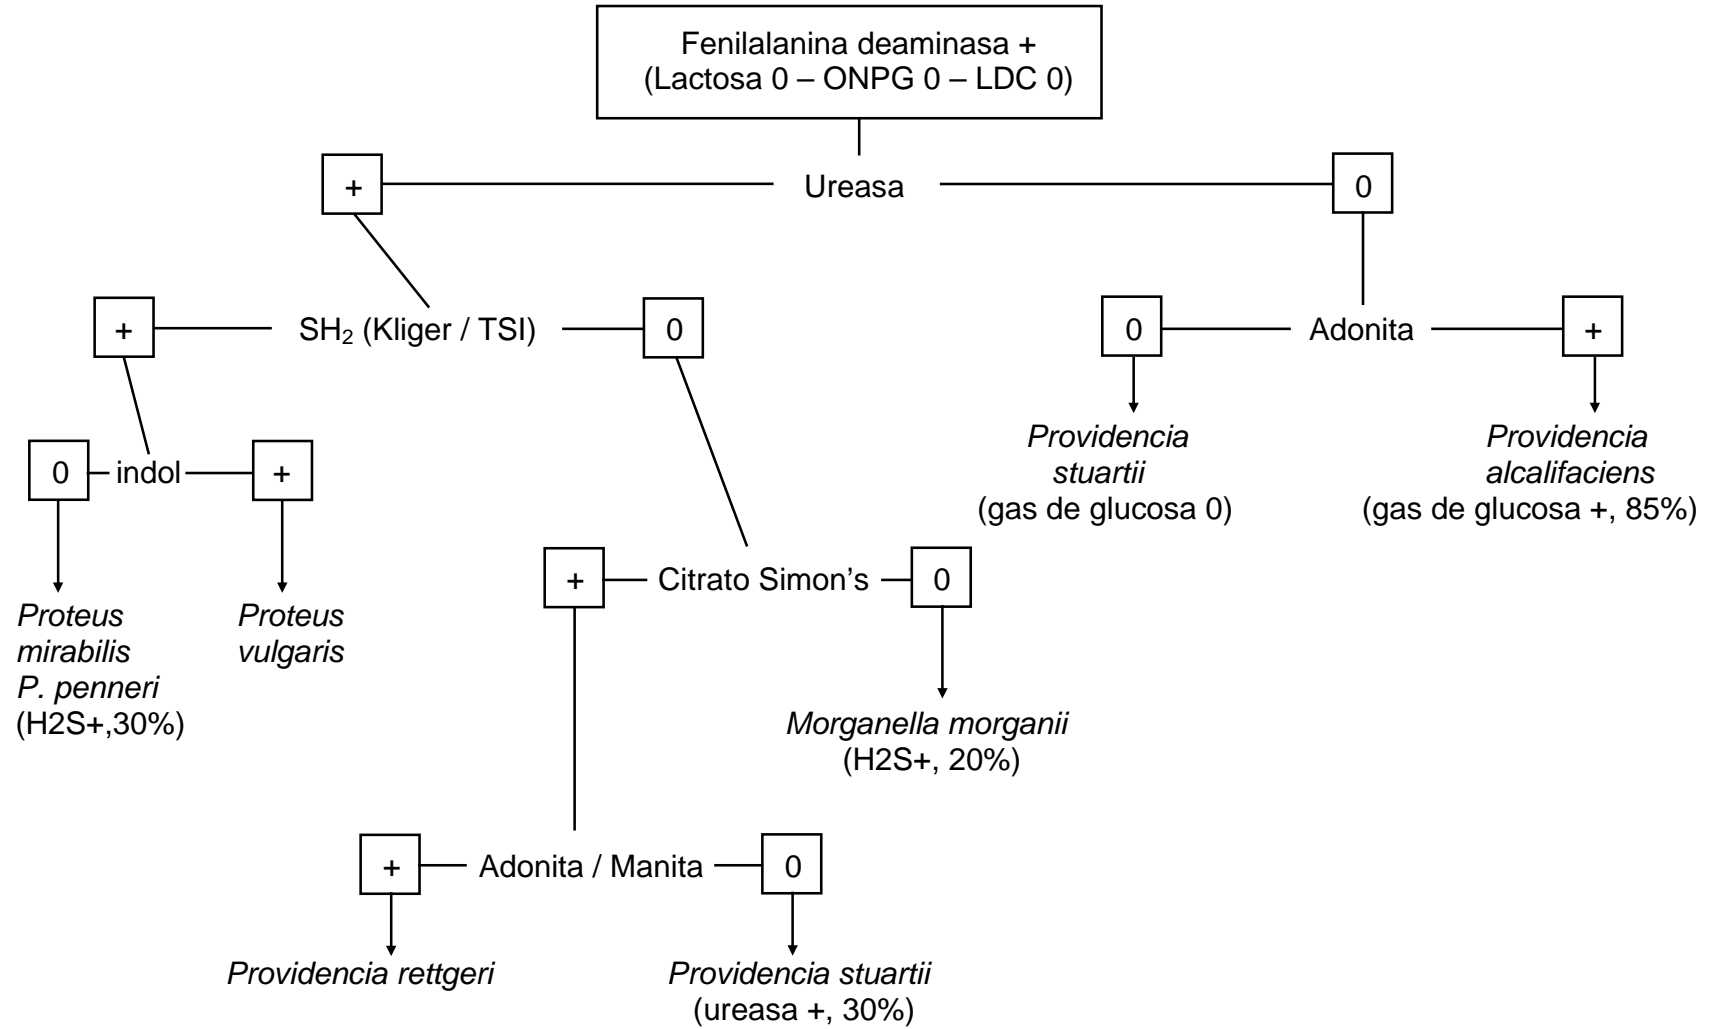 Fenilalanina deaminasa +
(Lactosa 0 – ONPG 0 – LDC 0)
+
Ureasa
0
+
SH₂ (Kliger / TSI)
0
0
Adonita
+
Providencia
stuartii
(gas de glucosa 0)
Providencia
alcalifaciens
(gas de glucosa +, 85%)
0
indol
+
Proteus
mirabilis
P. penneri
(H2S+,30%)
Proteus
vulgaris
+
Citrato Simon's
0
Morganella morganii
(H2S+, 20%)
+
Adonita / Manita
0
Providencia rettgeri
Providencia stuartii
(ureasa +, 30%)